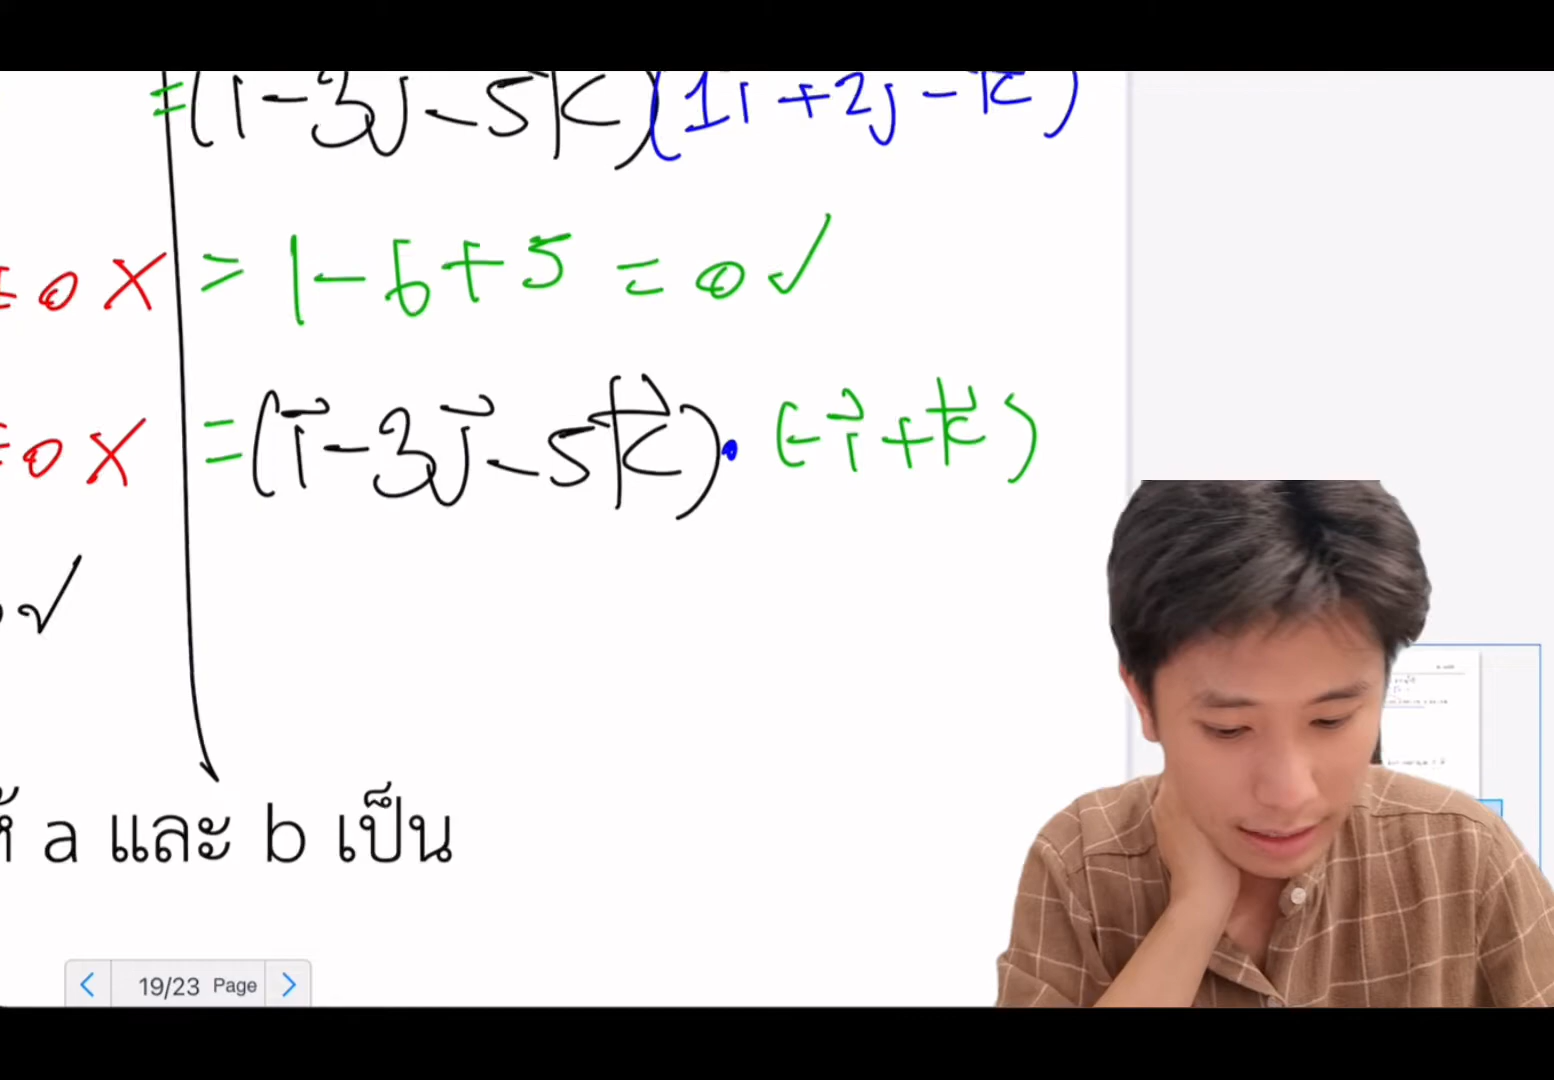 =(i-3j-5k)(1i+2j-k)
=0 X = 1-6+5 = 0 ✓
=0 X =(i⃗-3j⃗-5k⃗)·(-i⃗+k⃗)
✓
a และ b เป็น
19/23 Page